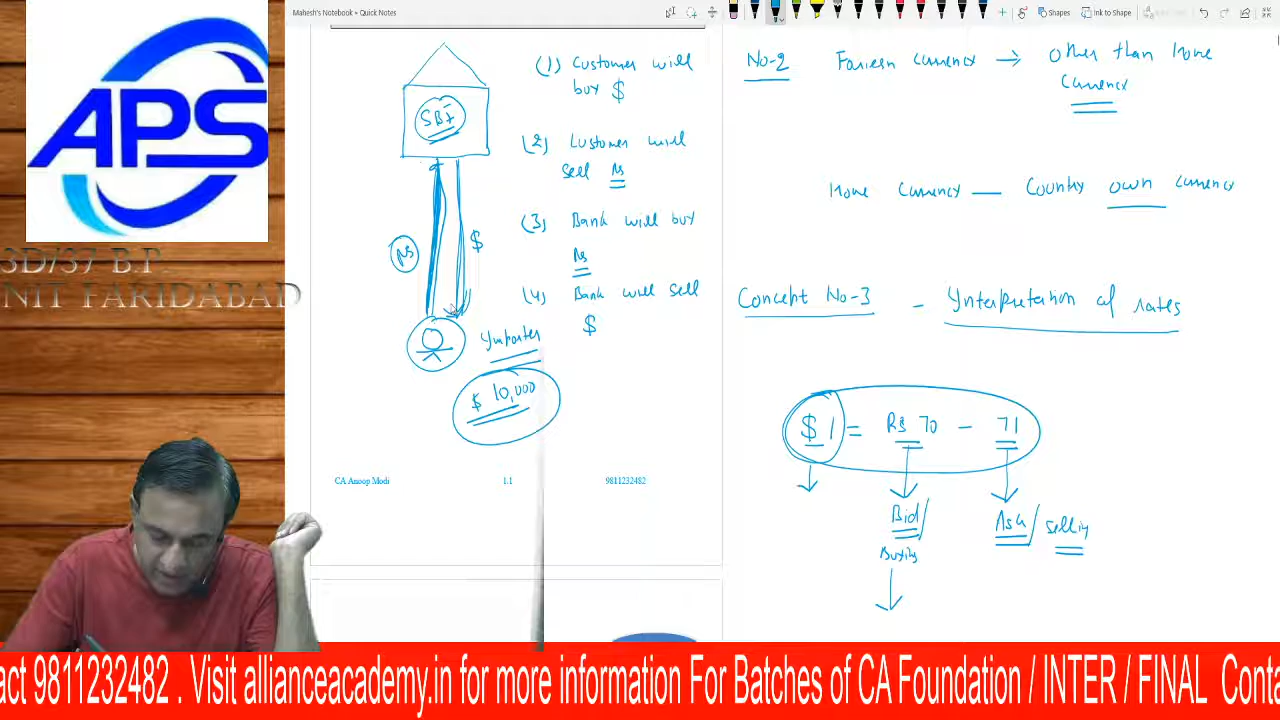 Mahesh's Notebook • Quick Notes
Shapes
Ink to Shape
APS
3D/37 B.P.
NIT FARIDABAD
SBI
Rs
$
Importer
$ 10,000
(1) Customer will
buy $
(2) Customer will
sell Rs
(3) Bank will buy
Rs
(4) Bank will sell
$
CA Anoop Modi
1.1
9811232482
No-2 Foriegn currency → Other than Home
Currency
Home Currency — Country own currency
Concept No-3 - Interpretation of rates
$ 1 = Rs 70 - 71
Bid/
Buying
Ask/ selling
act 9811232482 . Visit allianceacademy.in for more information For Batches of CA Foundation / INTER / FINAL Conta